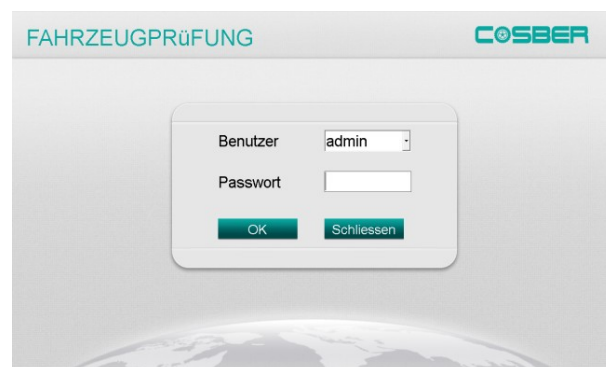 FAHRZEUGPRüFUNG COSBER
Benutzer admin
Passwort
OK Schliessen